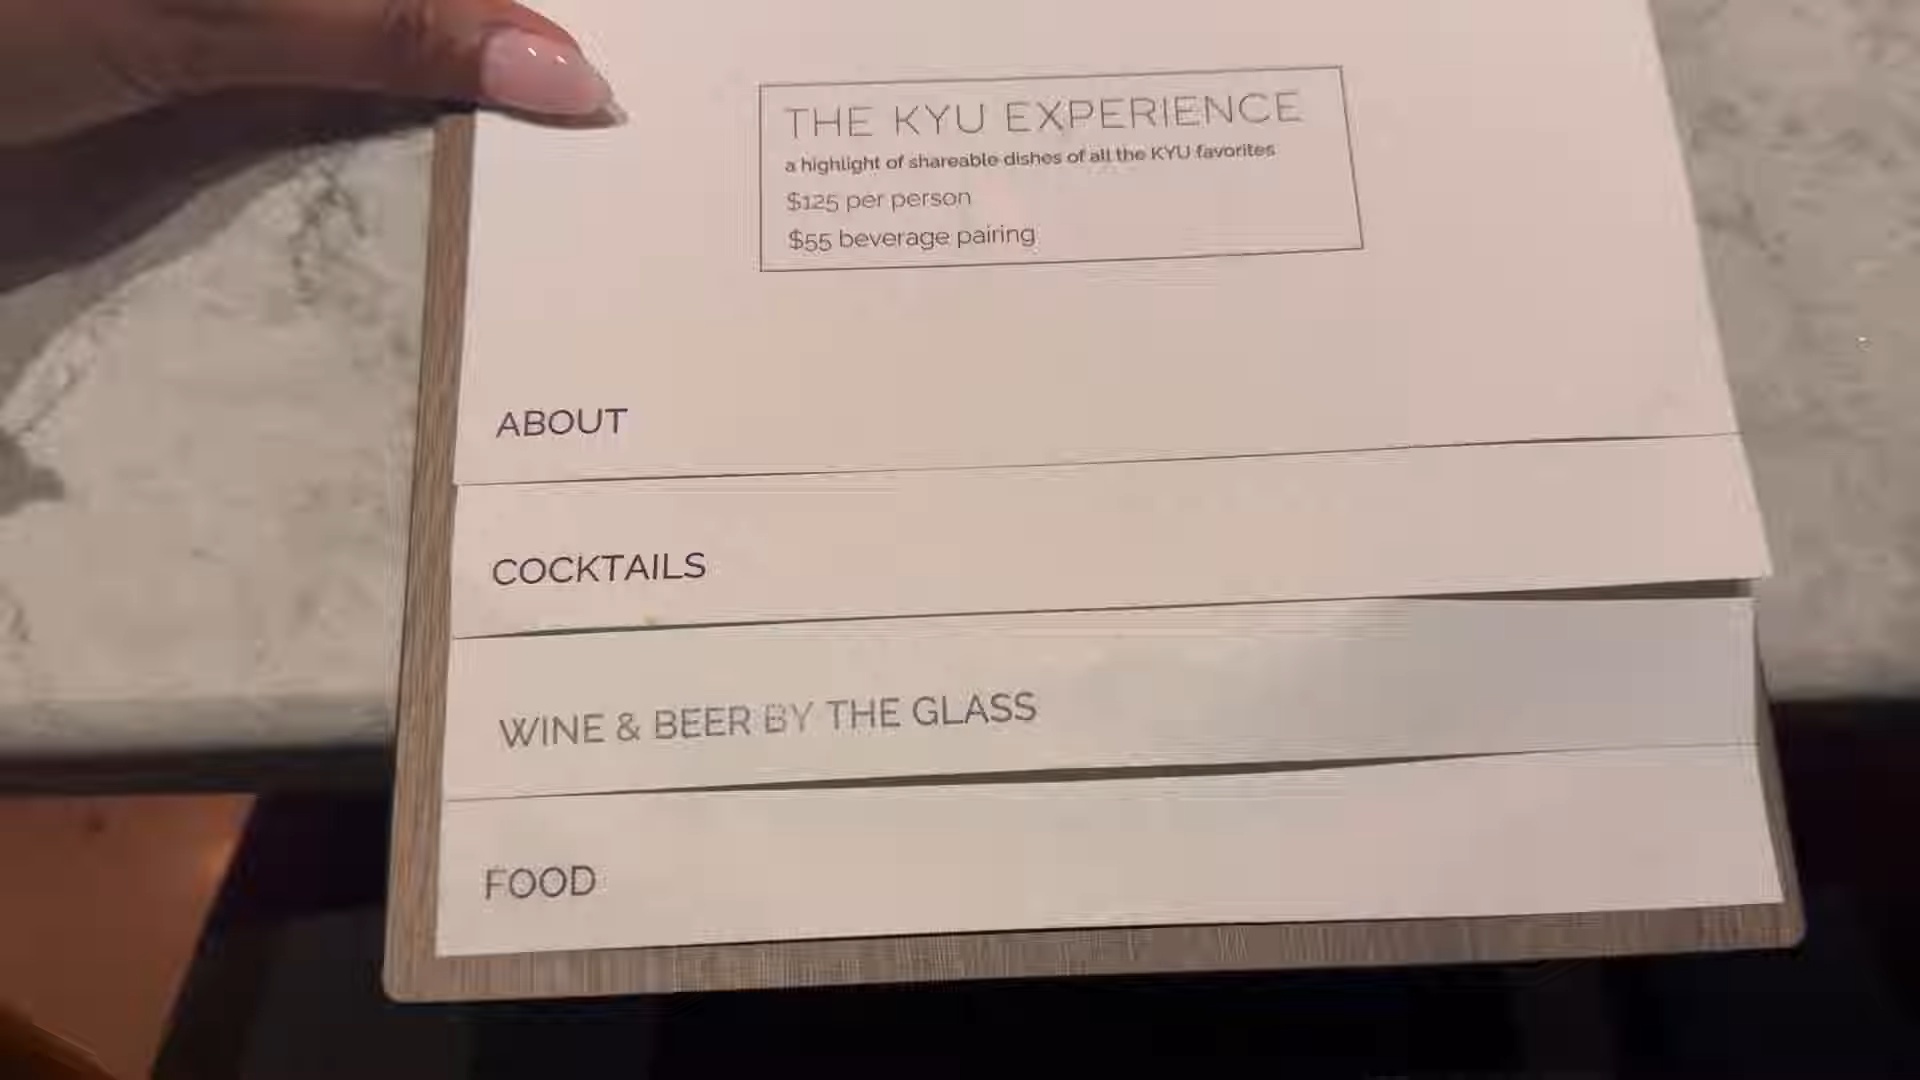 THE KYU EXPERIENCE
a highlight of shareable dishes of all the KYU favorites
$125 per person
$55 beverage pairing
ABOUT
COCKTAILS
WINE & BEER BY THE GLASS
FOOD